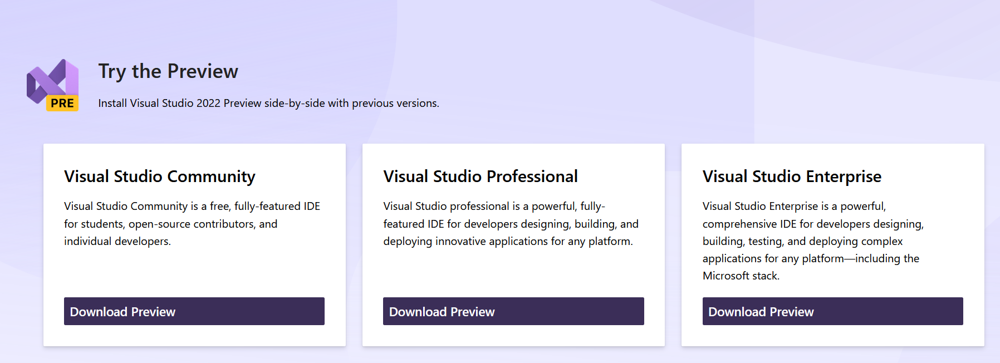 Try the Preview
PRE
Install Visual Studio 2022 Preview side-by-side with previous versions.
Visual Studio Community
Visual Studio Community is a free, fully-featured IDE
for students, open-source contributors, and
individual developers.
Download Preview
Visual Studio Professional
Visual Studio professional is a powerful, fully-
featured IDE for developers designing, building, and
deploying innovative applications for any platform.
Download Preview
Visual Studio Enterprise
Visual Studio Enterprise is a powerful,
comprehensive IDE for developers designing,
building, testing, and deploying complex
applications for any platform—including the
Microsoft stack.
Download Preview